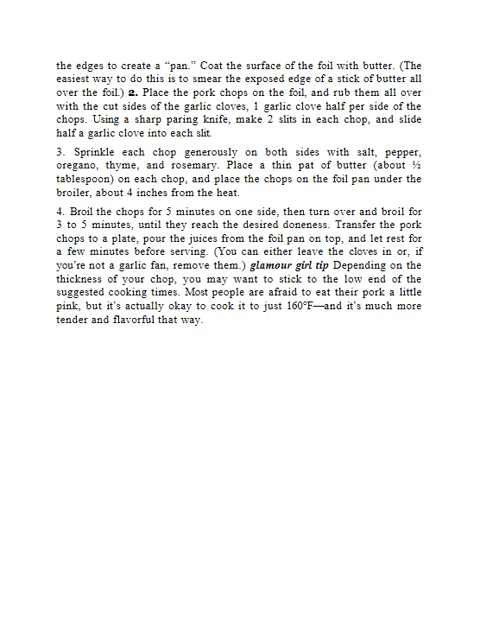 the edges to create a “pan.” Coat the surface of the foil with butter. (The
easiest way to do this is to smear the exposed edge of a stick of butter all
over the foil.) 2. Place the pork chops on the foil, and rub them all over
with the cut sides of the garlic cloves, 1 garlic clove half per side of the
chops. Using a sharp paring knife, make 2 slits in each chop, and slide
half a garlic clove into each slit.
3. Sprinkle each chop generously on both sides with salt, pepper,
oregano, thyme, and rosemary. Place a thin pat of butter (about ½
tablespoon) on each chop, and place the chops on the foil pan under the
broiler, about 4 inches from the heat.
4. Broil the chops for 5 minutes on one side, then turn over and broil for
3 to 5 minutes, until they reach the desired doneness. Transfer the pork
chops to a plate, pour the juices from the foil pan on top, and let rest for
a few minutes before serving. (You can either leave the cloves in or, if
you’re not a garlic fan, remove them.) glamour girl tip Depending on the
thickness of your chop, you may want to stick to the low end of the
suggested cooking times. Most people are afraid to eat their pork a little
pink, but it’s actually okay to cook it to just 160°F—and it’s much more
tender and flavorful that way.